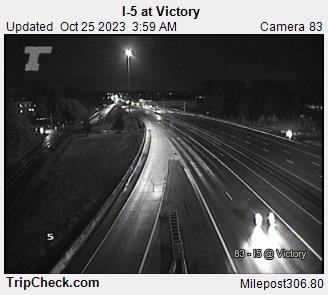 I-5 at Victory
Updated Oct 25 2023 3:59 AM Camera 83
T
S
83 - I5 @ Victory
TripCheck.com Milepost306.80